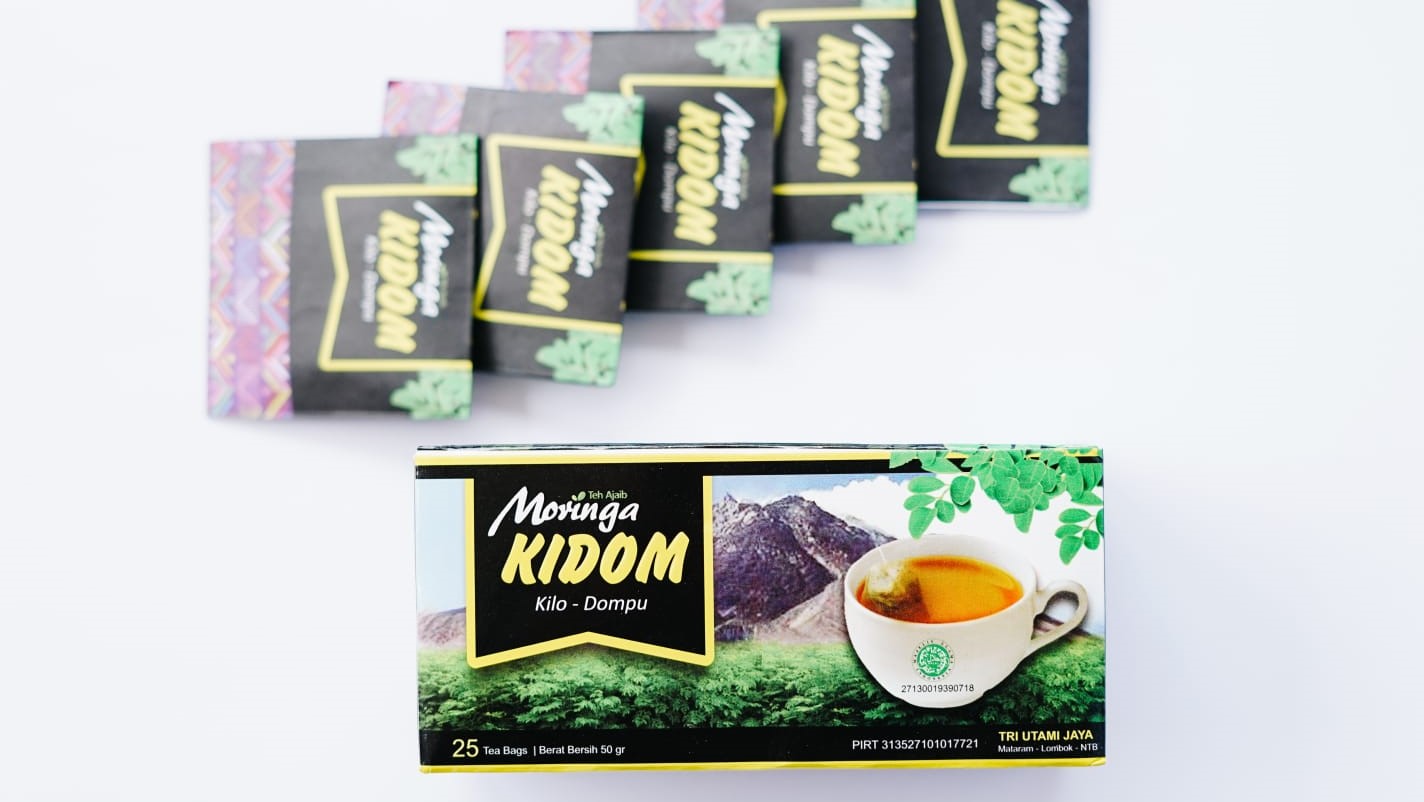 Moringa
KIDOM
Kilo - Dompu
Moringa
KIDOM
Kilo - Dompu
Moringa
KIDOM
Kilo - Dompu
Moringa
KIDOM
Kilo - Dompu
Moringa
KIDOM
Kilo - Dompu
Teh Ajaib
Moringa
KIDOM
Kilo - Dompu
27130019390718
25 Tea Bags | Berat Bersih 50 gr
PIRT 313527101017721
TRI UTAMI JAYA
Mataram - Lombok - NTB